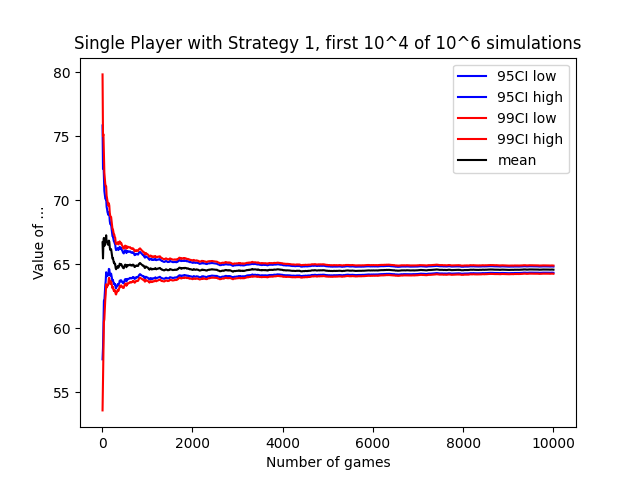 Single Player with Strategy 1, first 10^4 of 10^6 simulations
80
75
70
65
60
55
Value of ...
95CI low
95CI high
99CI low
99CI high
mean
0
2000
4000
6000
8000
10000
Number of games